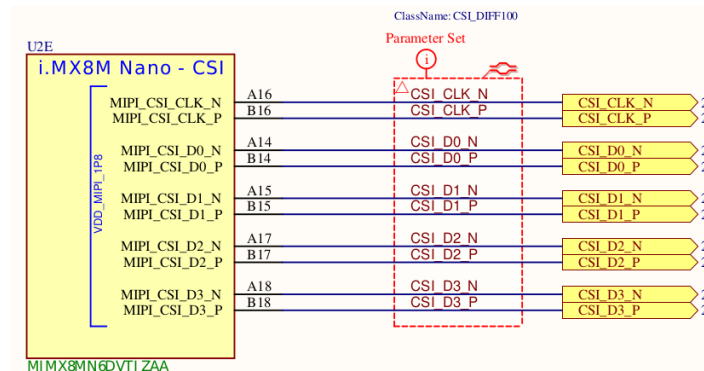 ClassName: CSI_DIFF100
Parameter Set
i
U2E
i.MX8M Nano - CSI
VDD_MIPI_1P8
MIPI_CSI_CLK_N A16 CSI_CLK_N CSI_CLK_N
MIPI_CSI_CLK_P B16 CSI_CLK_P CSI_CLK_P
MIPI_CSI_D0_N A14 CSI_D0_N CSI_D0_N
MIPI_CSI_D0_P B14 CSI_D0_P CSI_D0_P
MIPI_CSI_D1_N A15 CSI_D1_N CSI_D1_N
MIPI_CSI_D1_P B15 CSI_D1_P CSI_D1_P
MIPI_CSI_D2_N A17 CSI_D2_N CSI_D2_N
MIPI_CSI_D2_P B17 CSI_D2_P CSI_D2_P
MIPI_CSI_D3_N A18 CSI_D3_N CSI_D3_N
MIPI_CSI_D3_P B18 CSI_D3_P CSI_D3_P
MIMX8MN6DVTIZAA